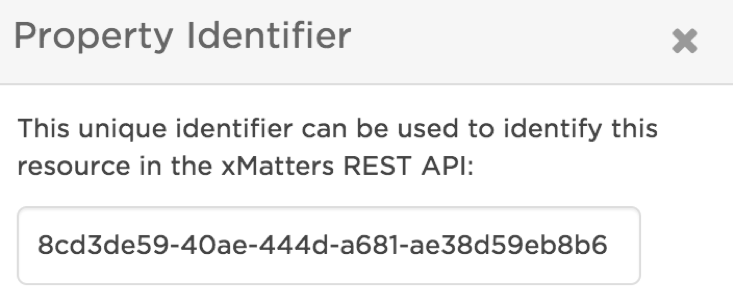 Property Identifier
This unique identifier can be used to identify this
resource in the xMatters REST API:
8cd3de59-40ae-444d-a681-ae38d59eb8b6